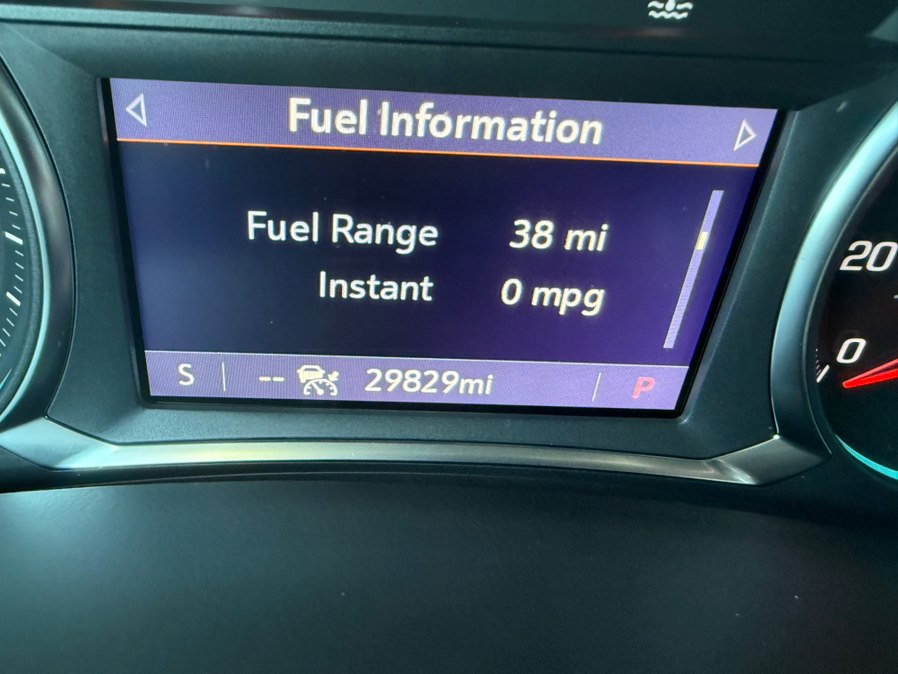 Fuel Information
Fuel Range 38 mi
Instant 0 mpg
S -- 29829mi P
20
0